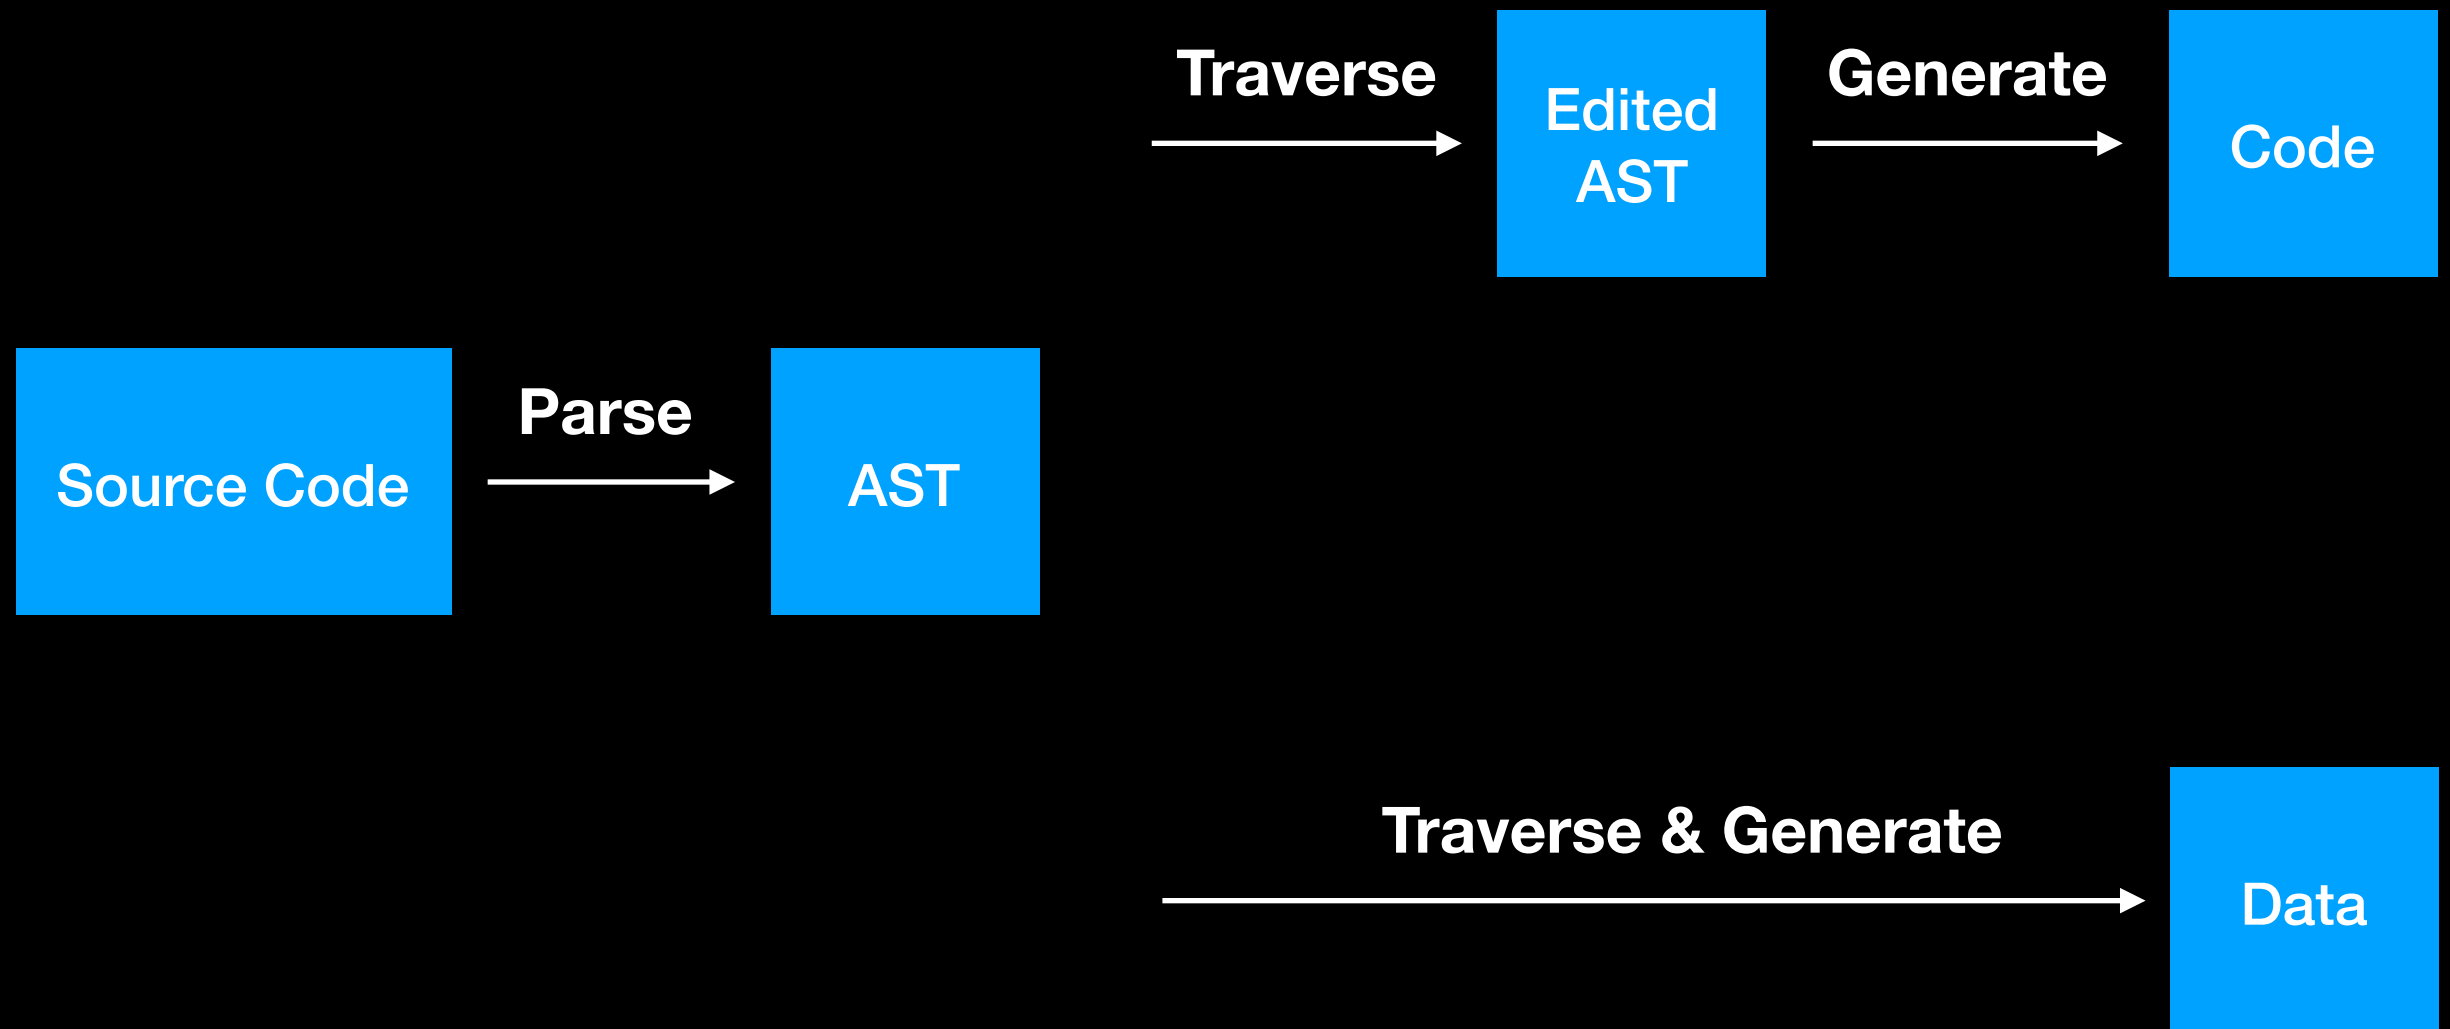 Traverse
Edited
AST
Generate
Code
Source Code
Parse
AST
Traverse & Generate
Data